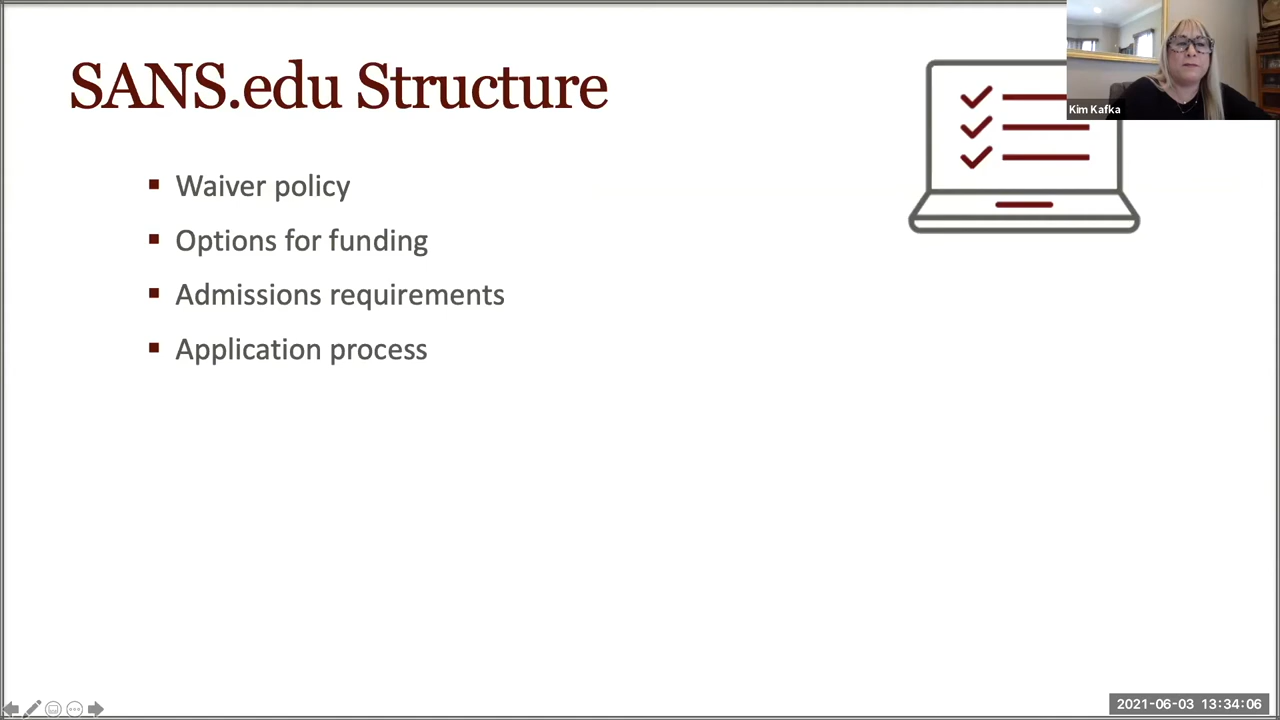 SANS.edu Structure
Kim Kafka
Waiver policy
Options for funding
Admissions requirements
Application process
2021-06-03 13:34:06